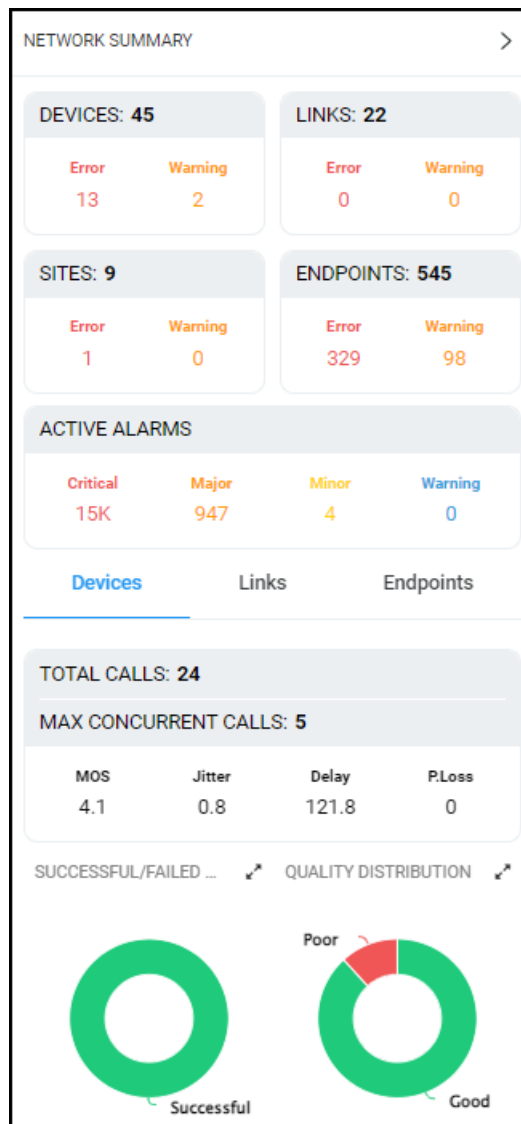 NETWORK SUMMARY
DEVICES: 45
LINKS: 22
Error Warning
13 2
Error Warning
0 0
SITES: 9
ENDPOINTS: 545
Error Warning
1 0
Error Warning
329 98
ACTIVE ALARMS
Critical Major Minor Warning
15K 947 4 0
Devices Links Endpoints
TOTAL CALLS: 24
MAX CONCURRENT CALLS: 5
MOS Jitter Delay P.Loss
4.1 0.8 121.8 0
SUCCESSFUL/FAILED ...
QUALITY DISTRIBUTION
Poor
Successful
Good